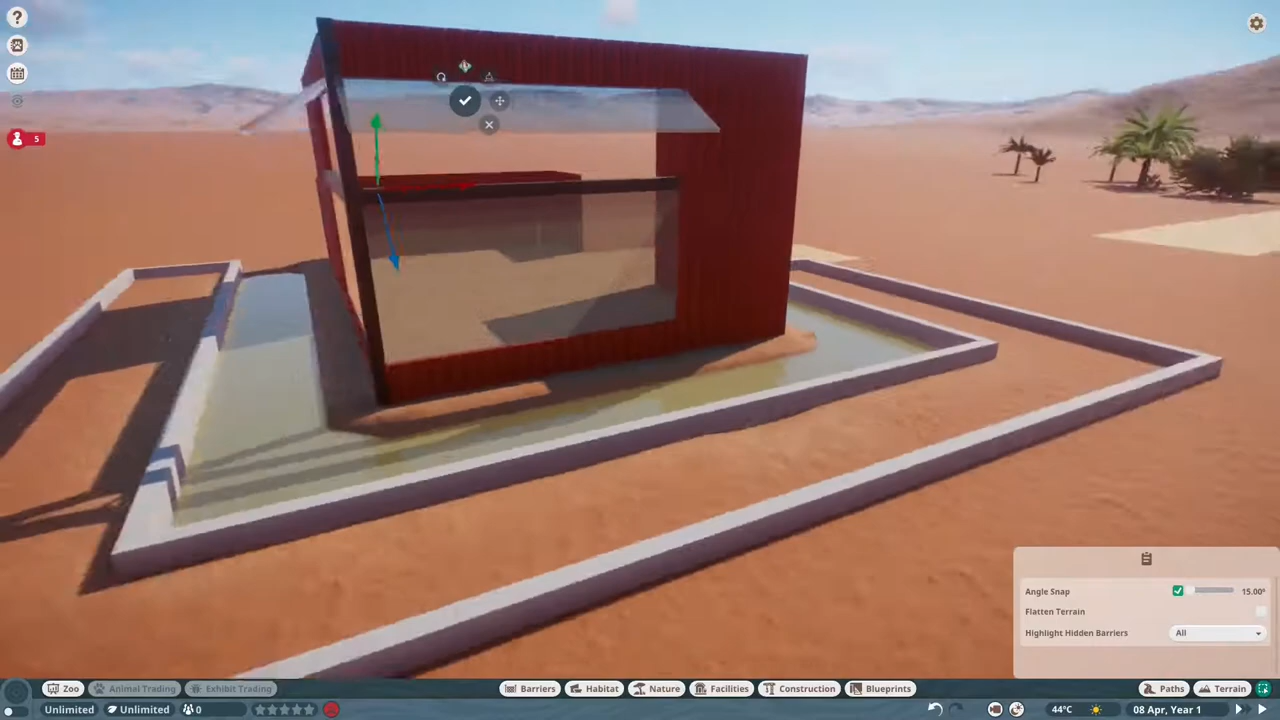 ?
5
Angle Snap 15.00°
Flatten Terrain
Highlight Hidden Barriers All
Zoo Animal Trading Exhibit Trading Barriers Habitat Nature Facilities Construction Blueprints Paths Terrain
Unlimited Unlimited 0 44°C 08 Apr, Year 1